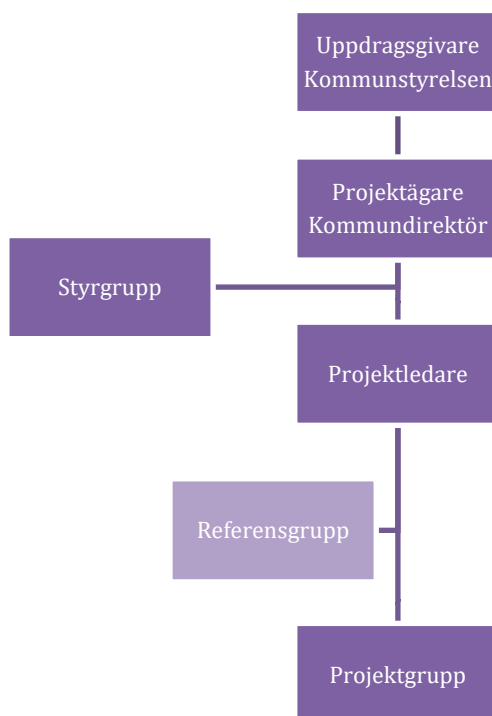 Uppdragsgivare
Kommunstyrelsen
Projektägare
Kommundirektör
Styrgrupp
Projektledare
Referensgrupp
Projektgrupp